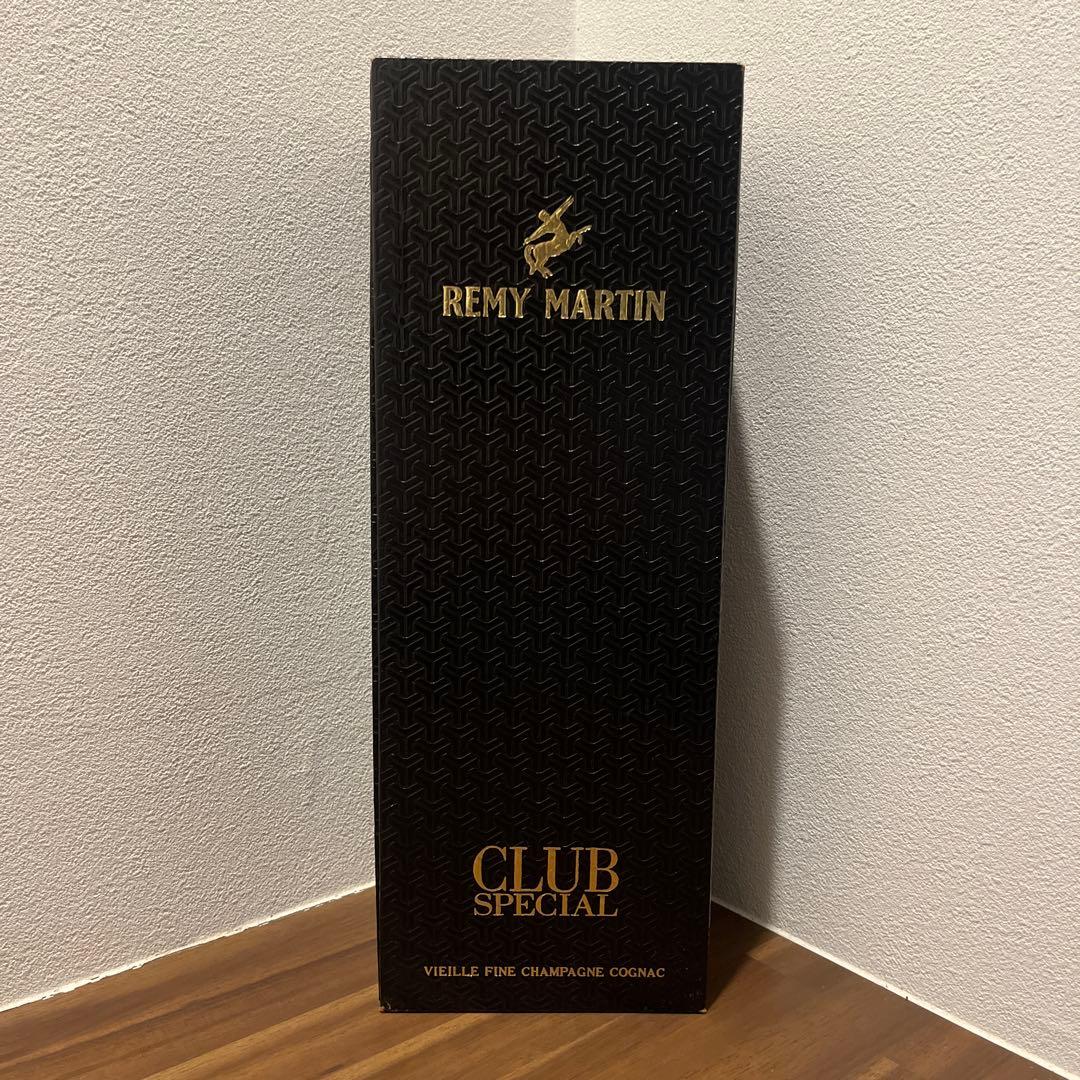 REMY MARTIN
CLUB
SPECIAL
VIEILLE FINE CHAMPAGNE COGNAC